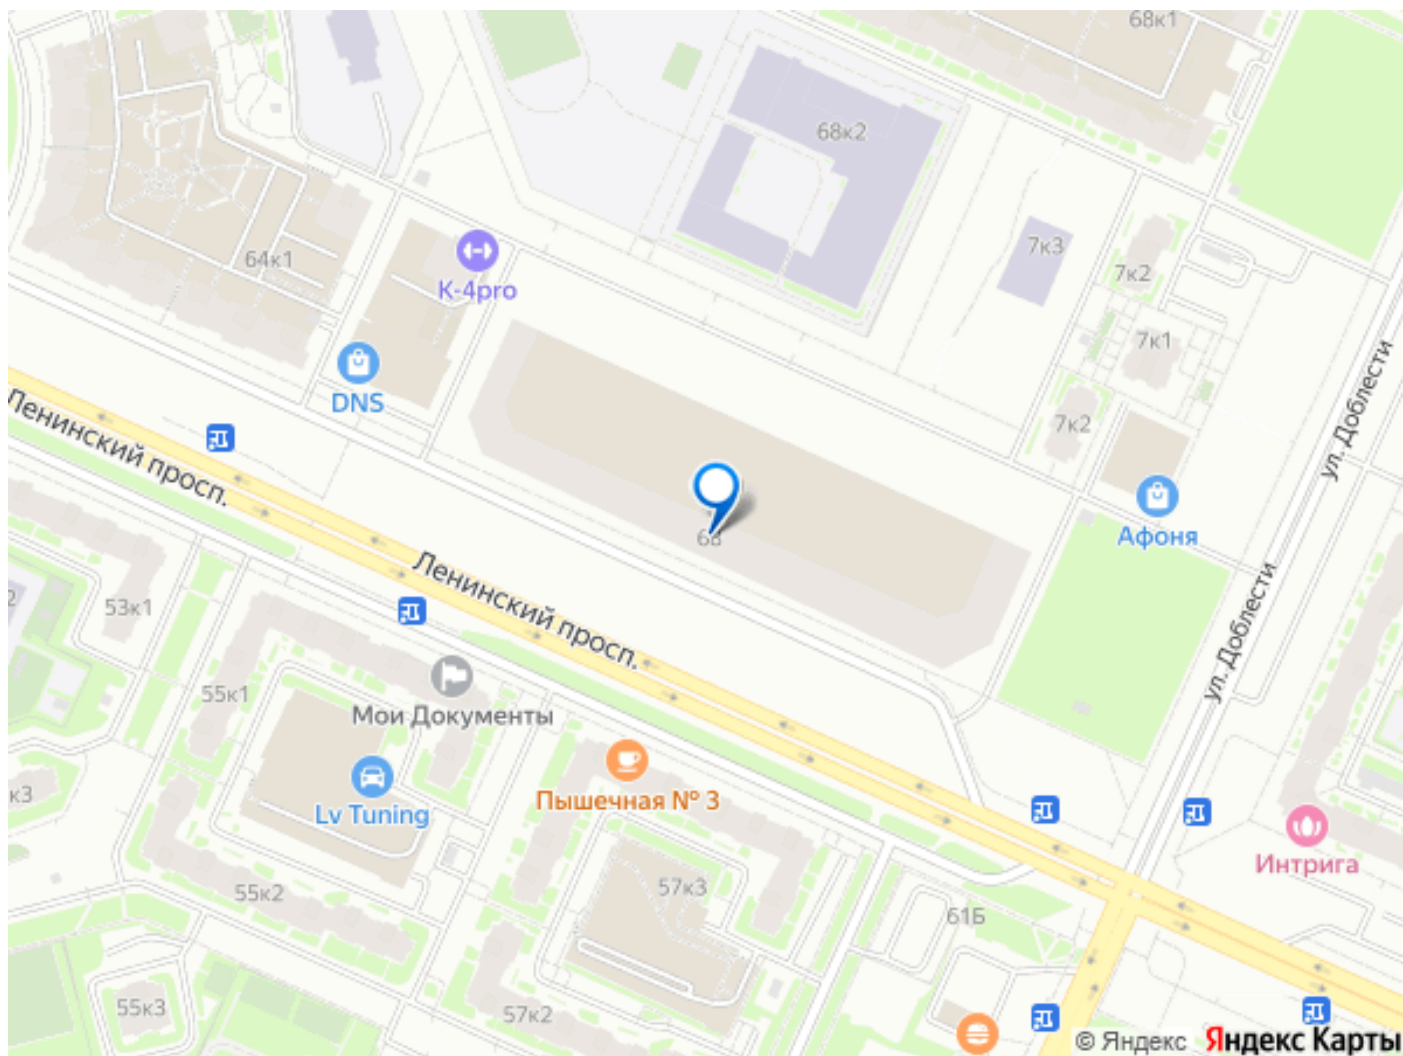 68к1
68к2
7к3
7к2
64к1
K-4pro
7к1
ул. Доблести
DNS
Ленинский просп.
7к2
Афоня
68
Ленинский просп.
53к1
ул. Доблести
55к1
Мои Документы
к3
Lv Tuning
Пышечная № 3
Интрига
57к3
55к2
61Б
55к3
57к2
© Яндекс Яндекс Карты